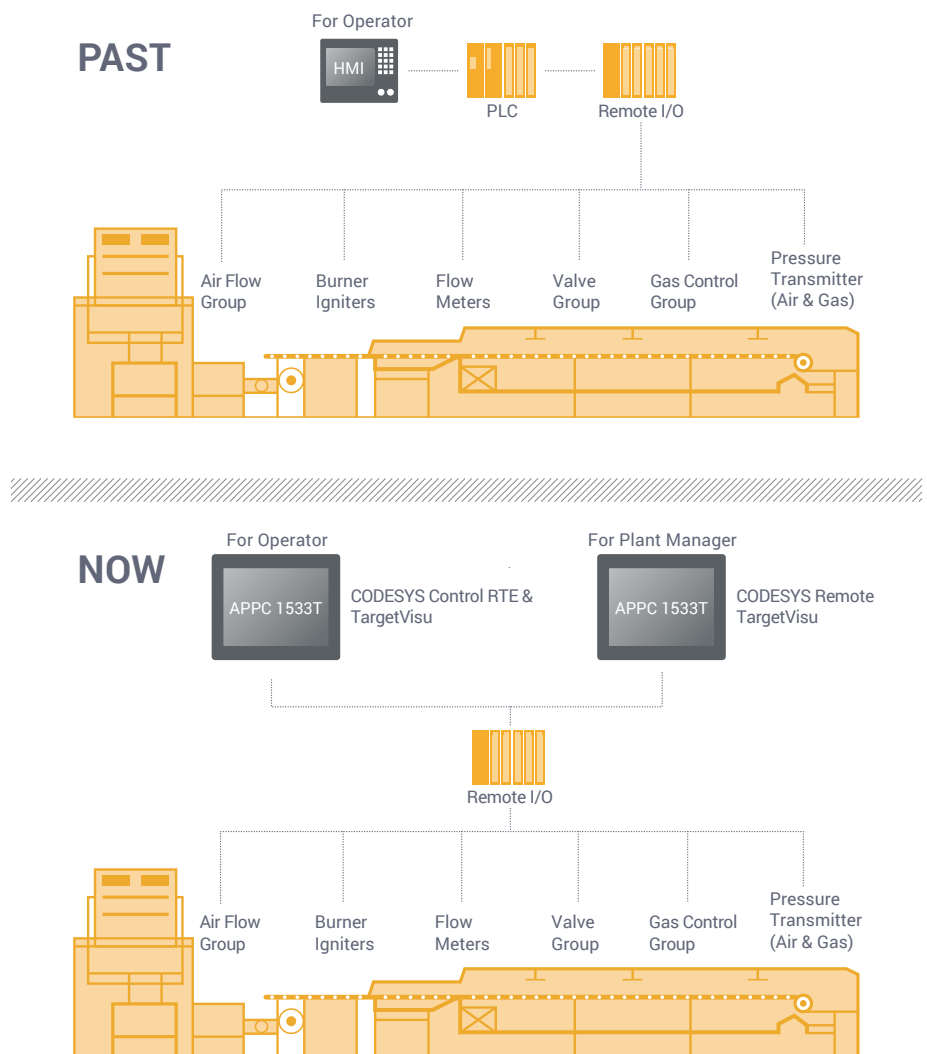 For Operator
PAST
HMI
PLC
Remote I/O
Air Flow
Group
Burner
Igniters
Flow
Meters
Valve
Group
Gas Control
Group
Pressure
Transmitter
(Air & Gas)
NOW
For Operator
For Plant Manager
APPC 1533T
CODESYS Control RTE &
TargetVisu
APPC 1533T
CODESYS Remote
TargetVisu
Remote I/O
Air Flow
Group
Burner
Igniters
Flow
Meters
Valve
Group
Gas Control
Group
Pressure
Transmitter
(Air & Gas)